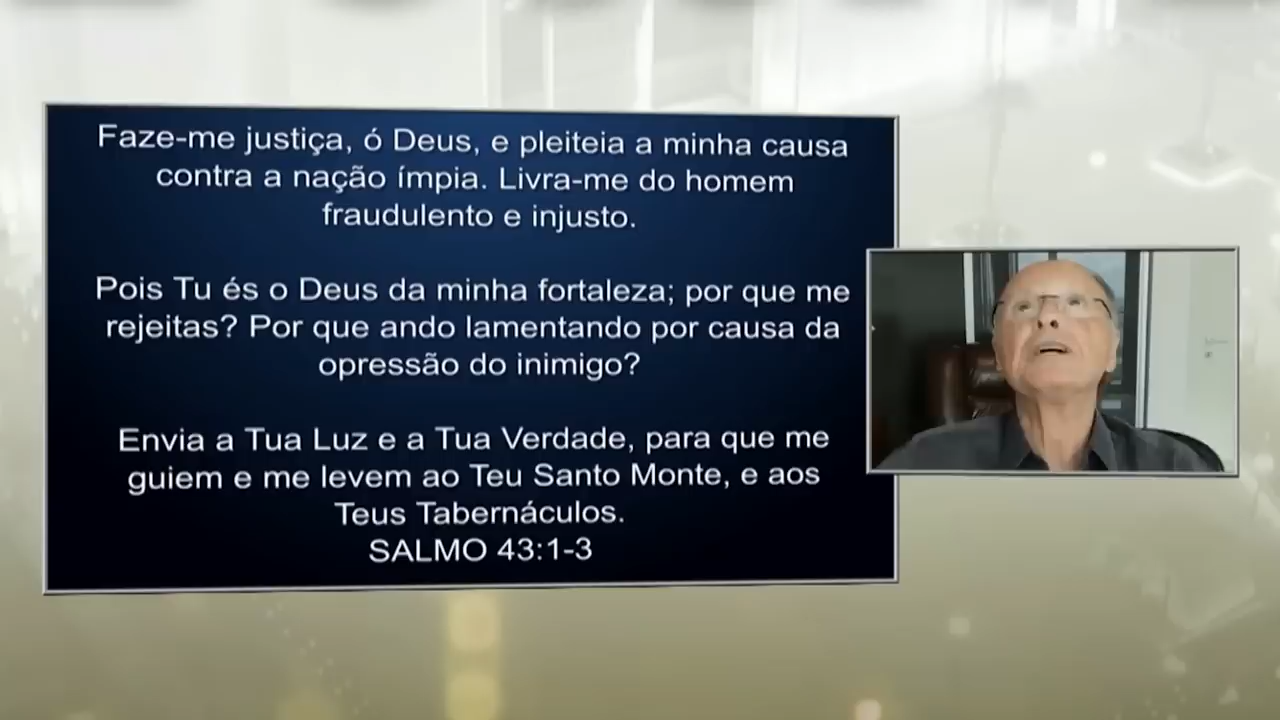 Faze-me justiça, ó Deus, e pleiteia a minha causa
contra a nação ímpia. Livra-me do homem
fraudulento e injusto.
Pois Tu és o Deus da minha fortaleza; por que me
rejeitas? Por que ando lamentando por causa da
opressão do inimigo?
Envia a Tua Luz e a Tua Verdade, para que me
guiem e me levem ao Teu Santo Monte, e aos
Teus Tabernáculos.
SALMO 43:1-3